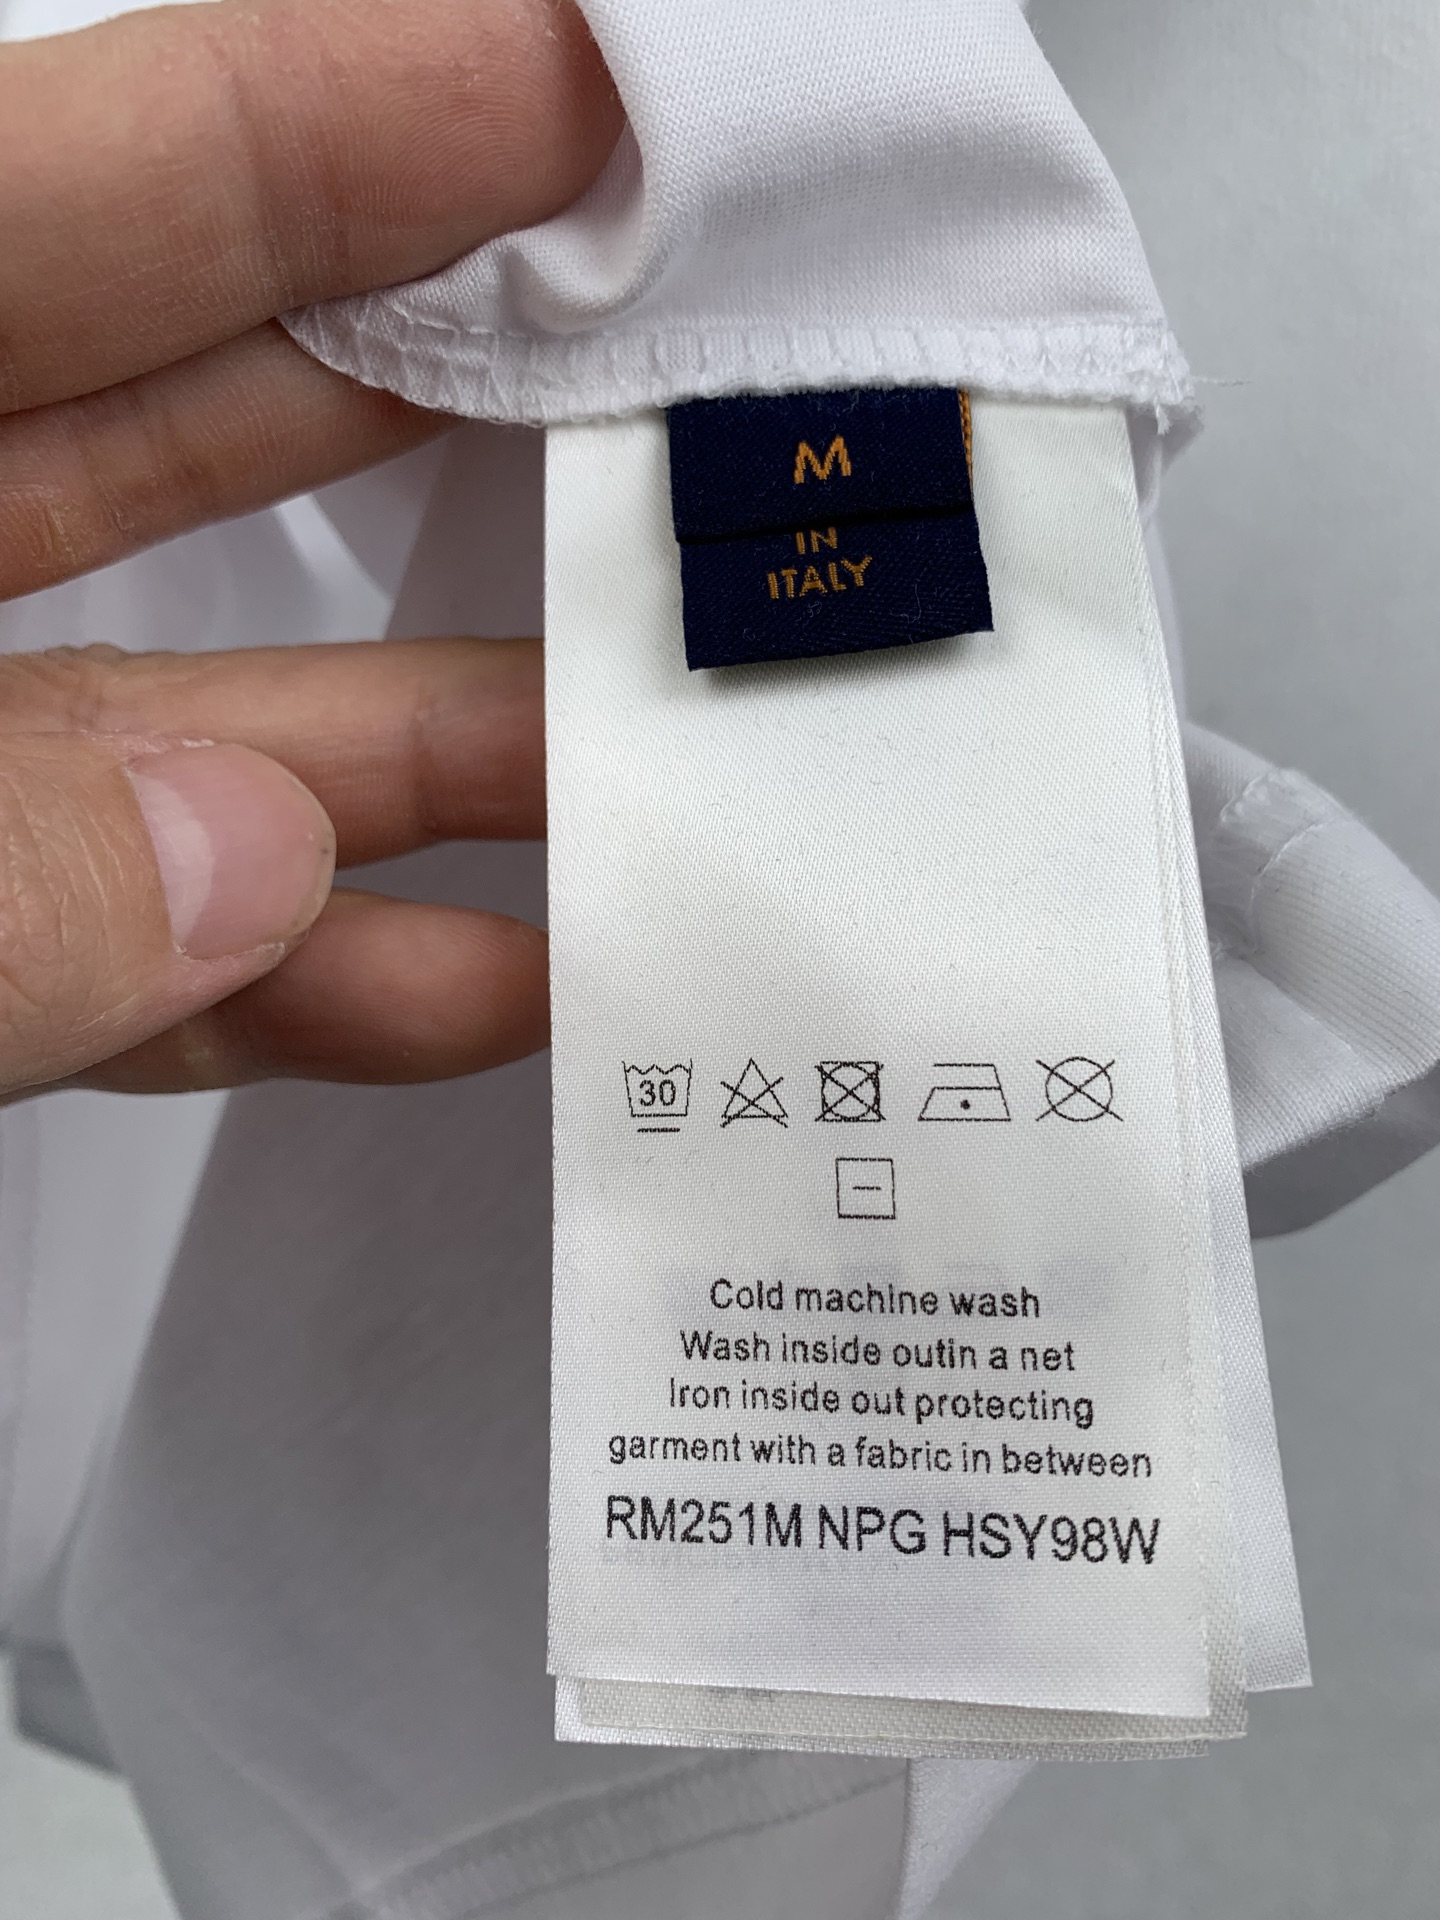 M
IN
ITALY
30
Cold machine wash
Wash inside outin a net
Iron inside out protecting
garment with a fabric in between
RM251M NPG HSY98W